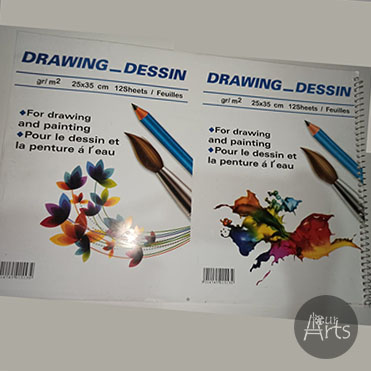 DRAWING_DESSIN
gr/m² 25x35 cm 12Sheets / Feuilles
◆For drawing
and painting
◆Pour le dessin et
la penture á l'eau
DRAWING_DESSIN
gr/m² 25x35 cm 12Sheets / Feuilles
◆For drawing
and painting
◆Pour le dessin et
la penture á l'eau
Arts